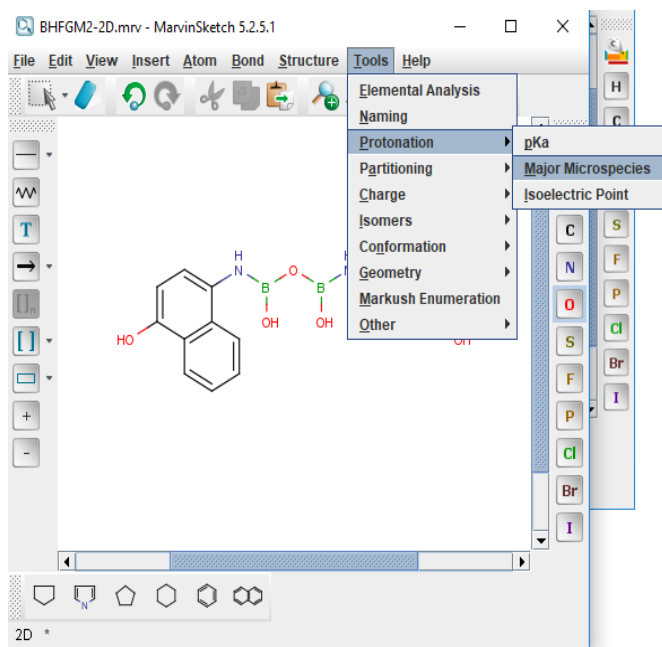 BHFGM2-2D.mrv - MarvinSketch 5.2.5.1
File Edit View Insert Atom Bond Structure Tools Help
Elemental Analysis
Naming
Protonation
Partitioning
Charge
Isomers
Conformation
Geometry
Markush Enumeration
Other
pKa
Major Microspecies
Isoelectric Point
T
[ ]n
[ ]
+
-
H
N
B
O
B
OH
OH
HO
OH
C
N
O
S
F
P
Cl
Br
I
H
C
S
F
P
Cl
Br
I
N
2D *